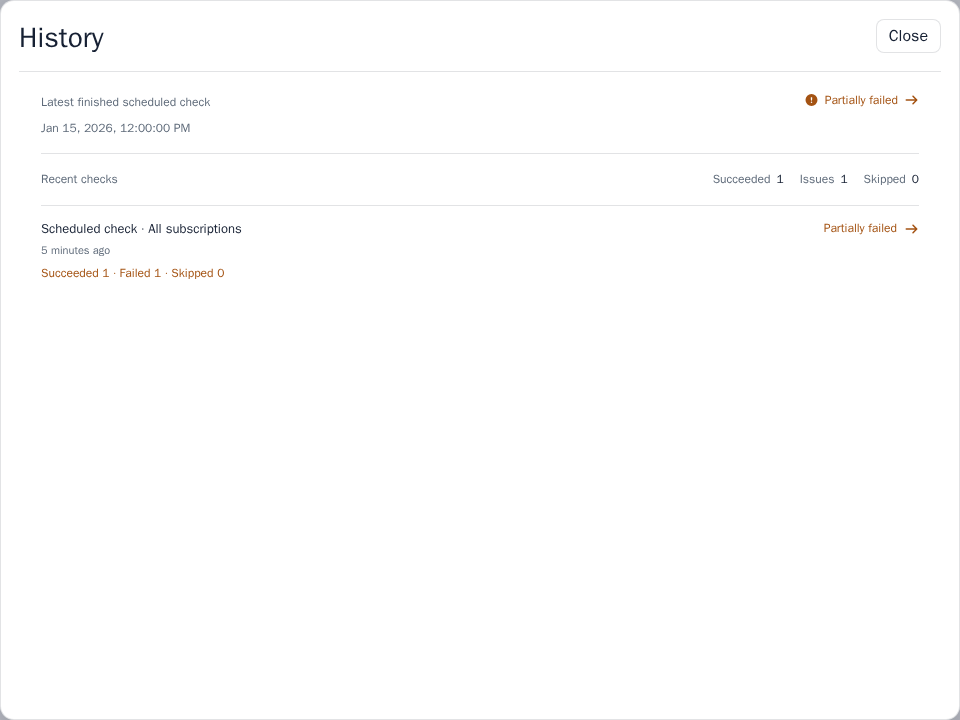 History
Close
Latest finished scheduled check
Partially failed
Jan 15, 2026, 12:00:00 PM
Recent checks
Succeeded 1 Issues 1 Skipped 0
Scheduled check · All subscriptions
Partially failed
5 minutes ago
Succeeded 1 · Failed 1 · Skipped 0